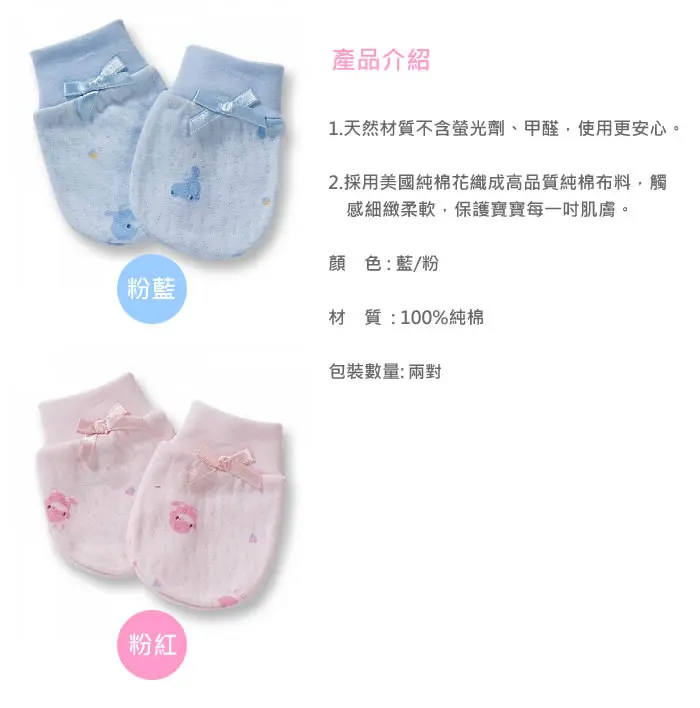 產品介紹
1.天然材質不含螢光劑、甲醛，使用更安心。
2.採用美國純棉花織成高品質純棉布料，觸
感細緻柔軟，保護寶寶每一吋肌膚。
粉藍
顏　色 : 藍/粉
材　質 : 100%純棉
包裝數量: 兩對
粉紅